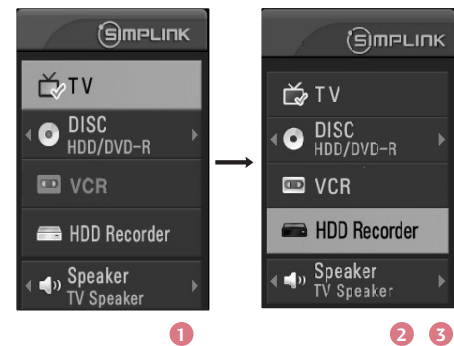 SIMPLINK
TV
DISC
HDD/DVD-R
VCR
HDD Recorder
Speaker
TV Speaker
1
SIMPLINK
TV
DISC
HDD/DVD-R
VCR
HDD Recorder
Speaker
TV Speaker
2 3